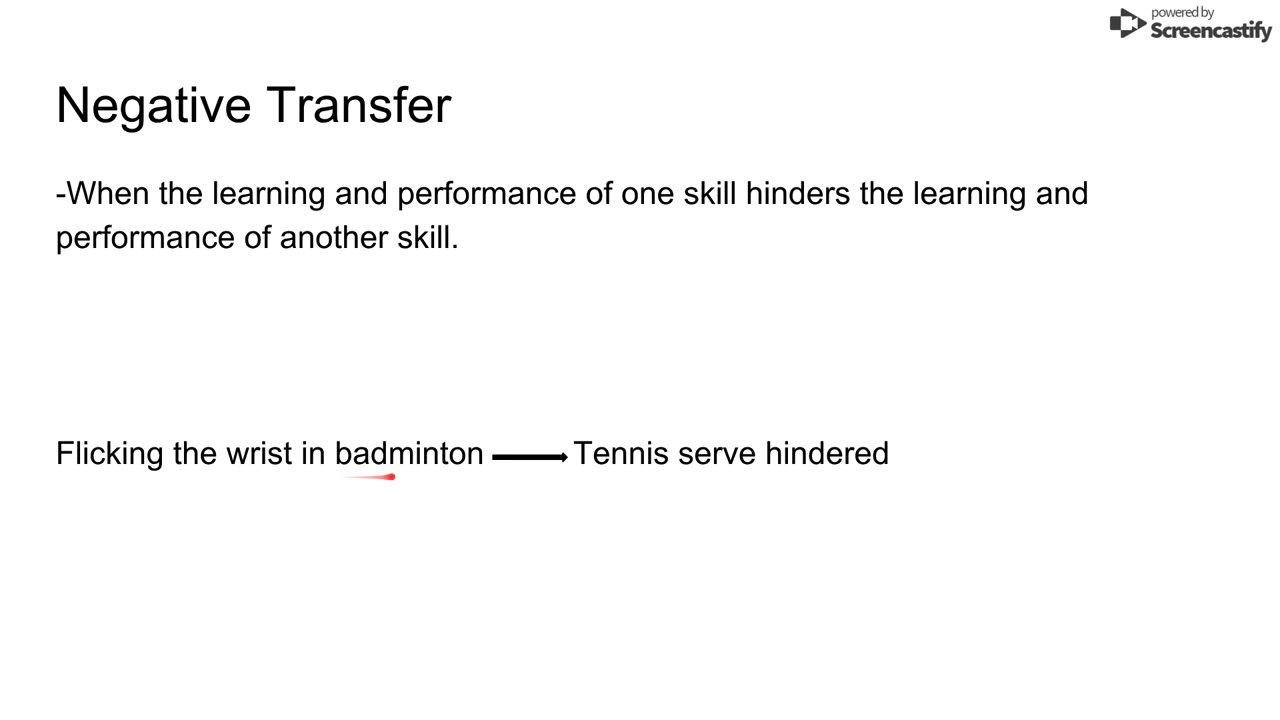 powered by
Screencastify
Negative Transfer
-When the learning and performance of one skill hinders the learning and
performance of another skill.
Flicking the wrist in badminton Tennis serve hindered